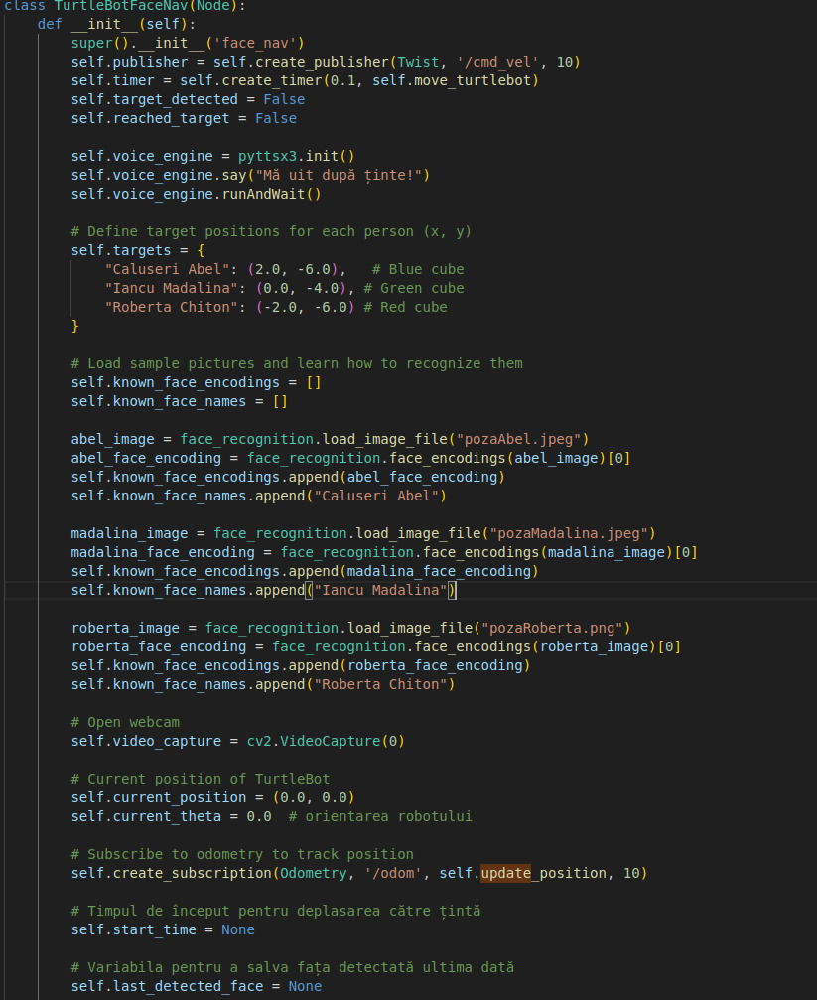 class TurtleBotFaceNav(Node):
    def __init__(self):
        super().__init__('face_nav')
        self.publisher = self.create_publisher(Twist, '/cmd_vel', 10)
        self.timer = self.create_timer(0.1, self.move_turtlebot)
        self.target_detected = False
        self.reached_target = False

        self.voice_engine = pyttsx3.init()
        self.voice_engine.say("Mă uit după ținte!")
        self.voice_engine.runAndWait()

        # Define target positions for each person (x, y)
        self.targets = {
            "Caluseri Abel": (2.0, -6.0),   # Blue cube
            "Iancu Madalina": (0.0, -4.0), # Green cube
            "Roberta Chiton": (-2.0, -6.0) # Red cube
        }

        # Load sample pictures and learn how to recognize them
        self.known_face_encodings = []
        self.known_face_names = []

        abel_image = face_recognition.load_image_file("pozaAbel.jpeg")
        abel_face_encoding = face_recognition.face_encodings(abel_image)[0]
        self.known_face_encodings.append(abel_face_encoding)
        self.known_face_names.append("Caluseri Abel")

        madalina_image = face_recognition.load_image_file("pozaMadalina.jpeg")
        madalina_face_encoding = face_recognition.face_encodings(madalina_image)[0]
        self.known_face_encodings.append(madalina_face_encoding)
        self.known_face_names.append("Iancu Madalina")

        roberta_image = face_recognition.load_image_file("pozaRoberta.png")
        roberta_face_encoding = face_recognition.face_encodings(roberta_image)[0]
        self.known_face_encodings.append(roberta_face_encoding)
        self.known_face_names.append("Roberta Chiton")

        # Open webcam
        self.video_capture = cv2.VideoCapture(0)

        # Current position of TurtleBot
        self.current_position = (0.0, 0.0)
        self.current_theta = 0.0  # orientarea robotului

        # Subscribe to odometry to track position
        self.create_subscription(Odometry, '/odom', self.update_position, 10)

        # Timpul de început pentru deplasarea către țintă
        self.start_time = None

        # Variabila pentru a salva fața detectată ultima dată
        self.last_detected_face = None